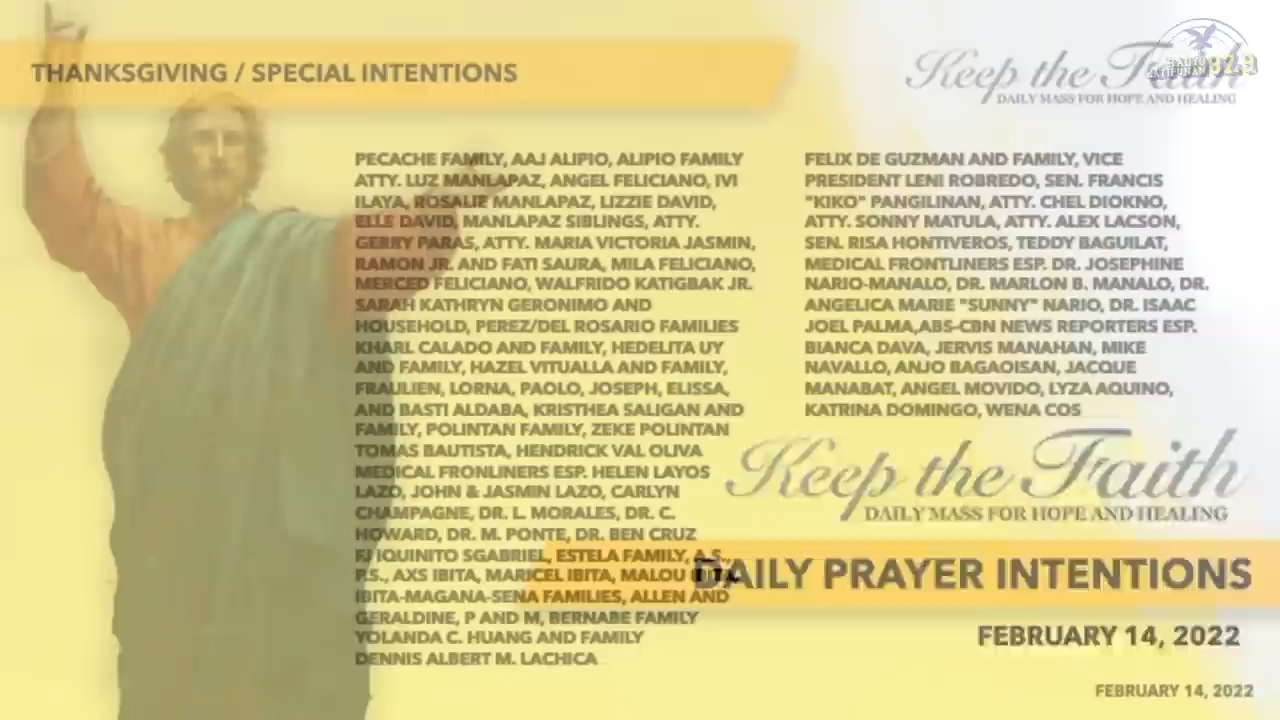 THANKSGIVING / SPECIAL INTENTIONS
Keep the Faith
DAILY MASS FOR HOPE AND HEALING
RADYO
KATIPUNAN 87.9
PECACHE FAMILY, AAJ ALIPIO, ALIPIO FAMILY
ATTY. LUZ MANLAPAZ, ANGEL FELICIANO, IVI
ILAYA, ROSALIE MANLAPAZ, LIZZIE DAVID,
ELLE DAVID, MANLAPAZ SIBLINGS, ATTY.
GERRY PARAS, ATTY. MARIA VICTORIA JASMIN,
RAMON JR. AND FATI SAURA, MILA FELICIANO,
MERCED FELICIANO, WALFRIDO KATIGBAK JR.
SARAH KATHRYN GERONIMO AND
HOUSEHOLD, PEREZ/DEL ROSARIO FAMILIES
KHARL CALADO AND FAMILY, HEDELITA UY
AND FAMILY, HAZEL VITUALLA AND FAMILY,
FRAULIEN, LORNA, PAOLO, JOSEPH, ELISSA,
AND BASTI ALDABA, KRISTHEA SALIGAN AND
FAMILY, POLINTAN FAMILY, ZEKE POLINTAN
TOMAS BAUTISTA, HENDRICK VAL OLIVA
MEDICAL FRONLINERS ESP. HELEN LAYOS
LAZO, JOHN & JASMIN LAZO, CARLYN
CHAMPAGNE, DR. L. MORALES, DR. C.
HOWARD, DR. M. PONTE, DR. BEN CRUZ
FJ IQUINITO SGABRIEL, ESTELA FAMILY, A.S.,
P.S., AXS IBITA, MARICEL IBITA, MALOU
IBITA-MAGANA-SENA FAMILIES, ALLEN AND
GERALDINE, P AND M, BERNABE FAMILY
YOLANDA C. HUANG AND FAMILY
DENNIS ALBERT M. LACHICA
FELIX DE GUZMAN AND FAMILY, VICE
PRESIDENT LENI ROBREDO, SEN. FRANCIS
"KIKO" PANGILINAN, ATTY. CHEL DIOKNO,
ATTY. SONNY MATULA, ATTY. ALEX LACSON,
SEN. RISA HONTIVEROS, TEDDY BAGUILAT,
MEDICAL FRONTLINERS ESP. DR. JOSEPHINE
NARIO-MANALO, DR. MARLON B. MANALO, DR.
ANGELICA MARIE "SUNNY" NARIO, DR. ISAAC
JOEL PALMA,ABS-CBN NEWS REPORTERS ESP.
BIANCA DAVA, JERVIS MANAHAN, MIKE
NAVALLO, ANJO BAGAOISAN, JACQUE
MANABAT, ANGEL MOVIDO, LYZA AQUINO,
KATRINA DOMINGO, WENA COS
Keep the Faith
DAILY MASS FOR HOPE AND HEALING
DAILY PRAYER INTENTIONS
FEBRUARY 14, 2022
FEBRUARY 14, 2022